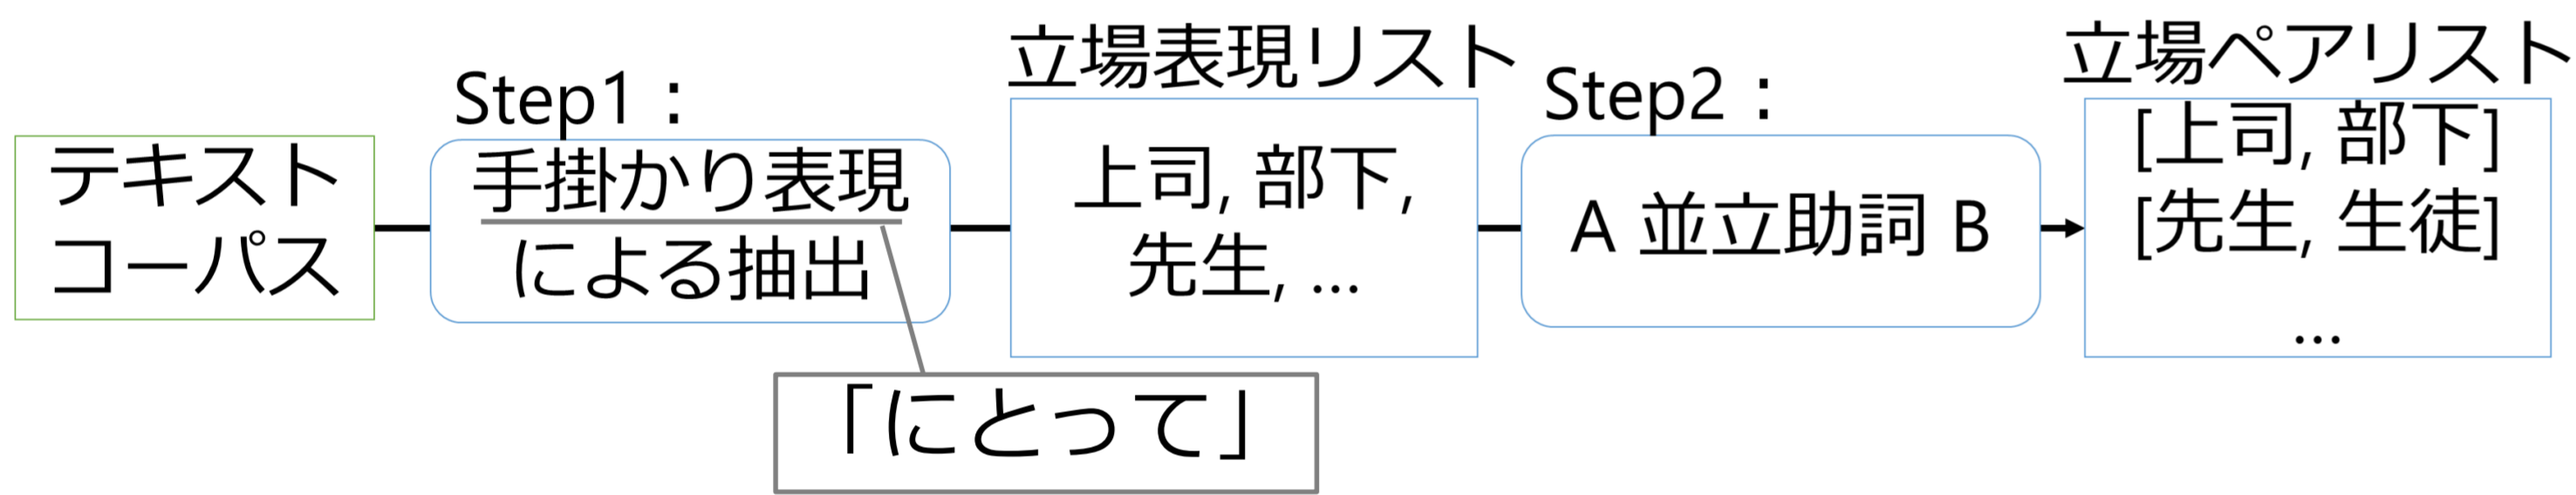 テキスト
コーパス
Step1：
手掛かり表現
による抽出
「にとって」
立場表現リスト
上司, 部下,
先生, …
Step2：
A 並立助詞 B
立場ペアリスト
[上司, 部下]
[先生, 生徒]
…